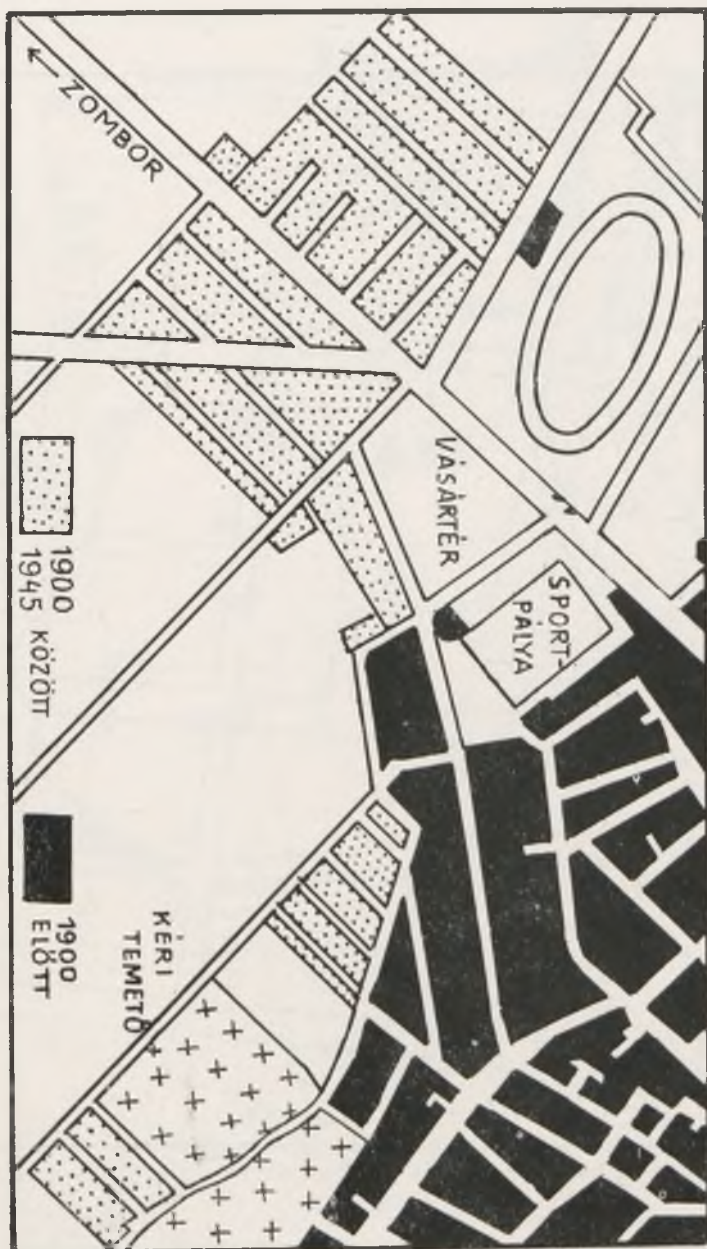 ← ZOMBOR
VÁSÁRTÉR
SPORT-
PÁLYA
1900
1945 KÖZÖTT
KÉRI
TEMETŐ
1900
ELŐTT